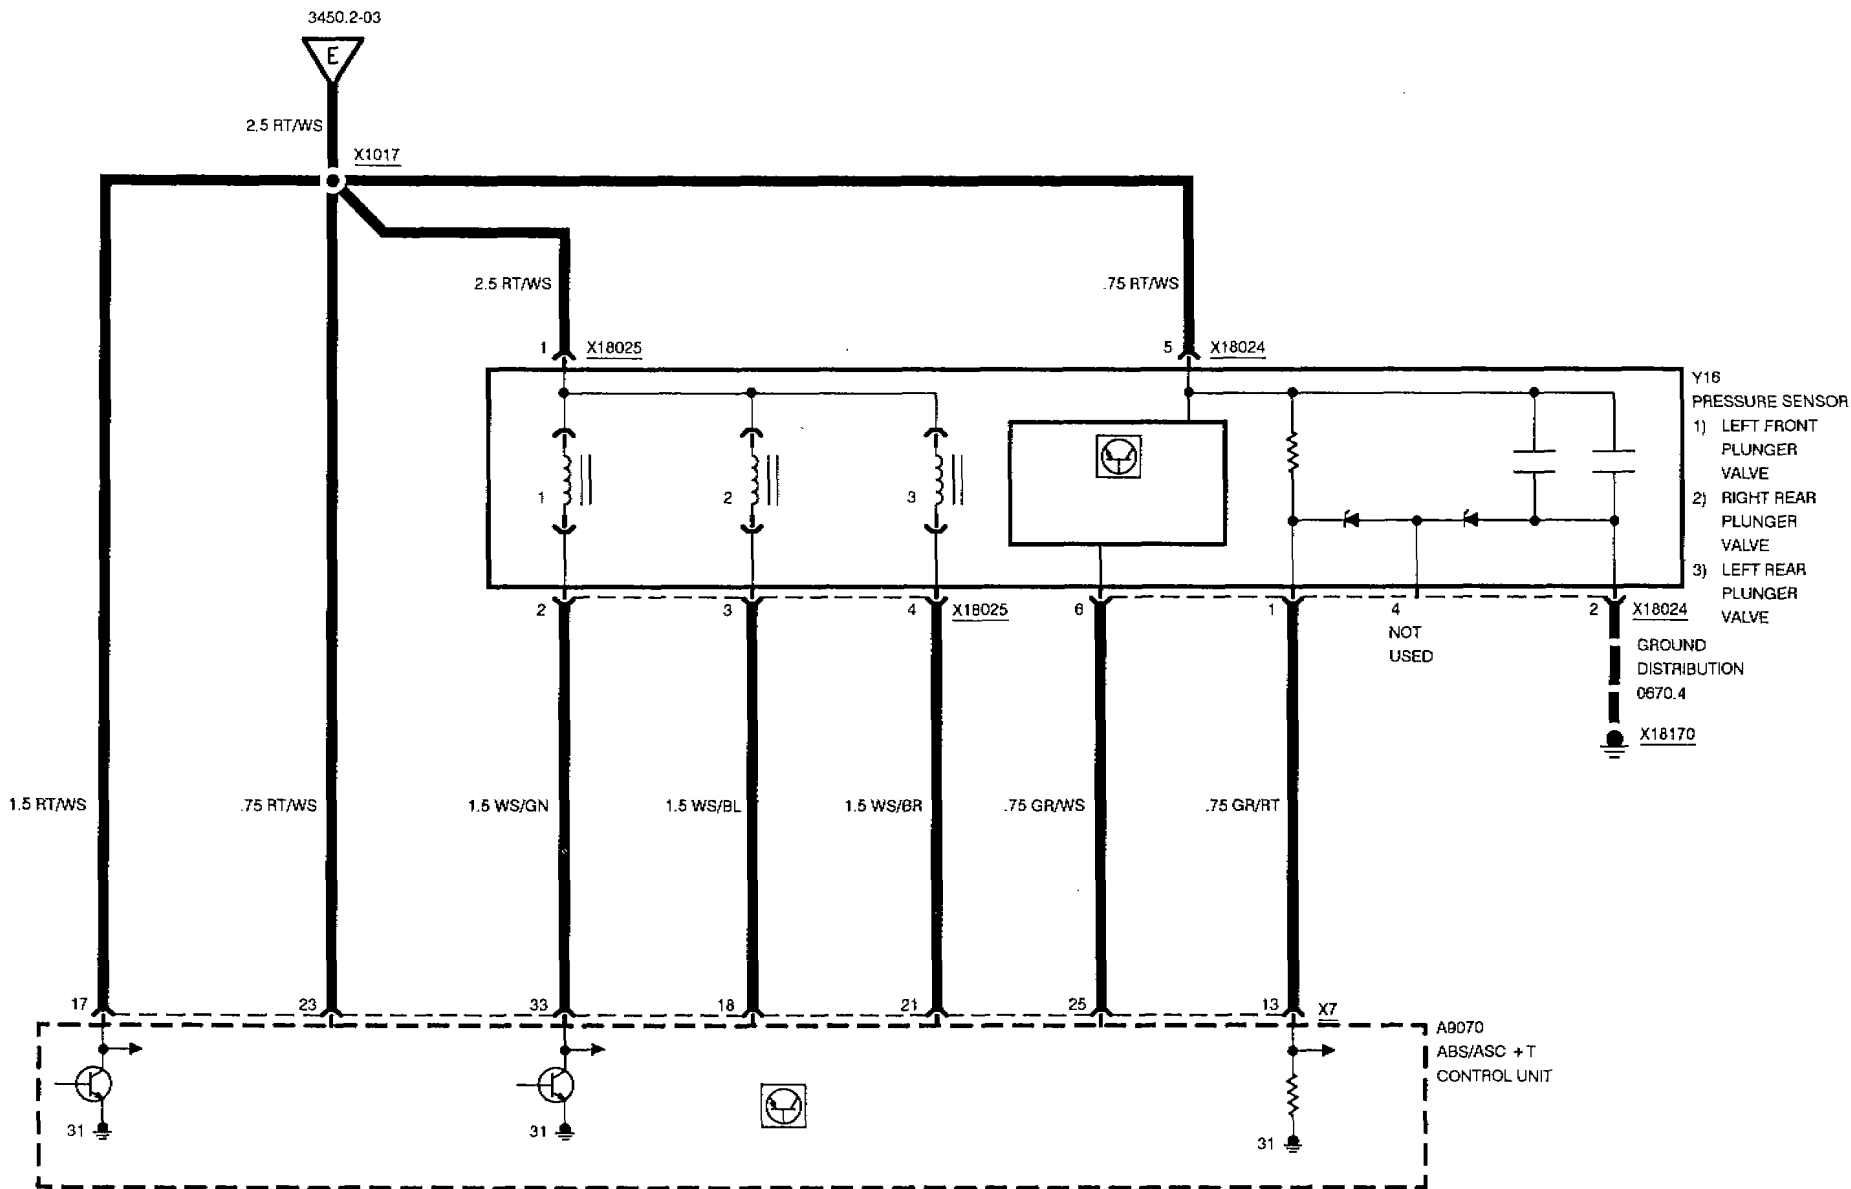 3450.2-03
E
2.5 RT/WS
X1017
2.5 RT/WS
.75 RT/WS
1
X18025
5
X18024
Y16
PRESSURE SENSOR
1) LEFT FRONT
PLUNGER
VALVE
2) RIGHT REAR
PLUNGER
VALVE
3) LEFT REAR
PLUNGER
VALVE
1
2
3
2
3
4
X18025
6
1
4
NOT
USED
2
X18024
GROUND
DISTRIBUTION
0670.4
X18170
1.5 RT/WS
.75 RT/WS
1.5 WS/GN
1.5 WS/BL
1.5 WS/BR
.75 GR/WS
.75 GR/RT
17
23
33
18
21
25
13
X7
A9070
ABS/ASC +T
CONTROL UNIT
31
31
31